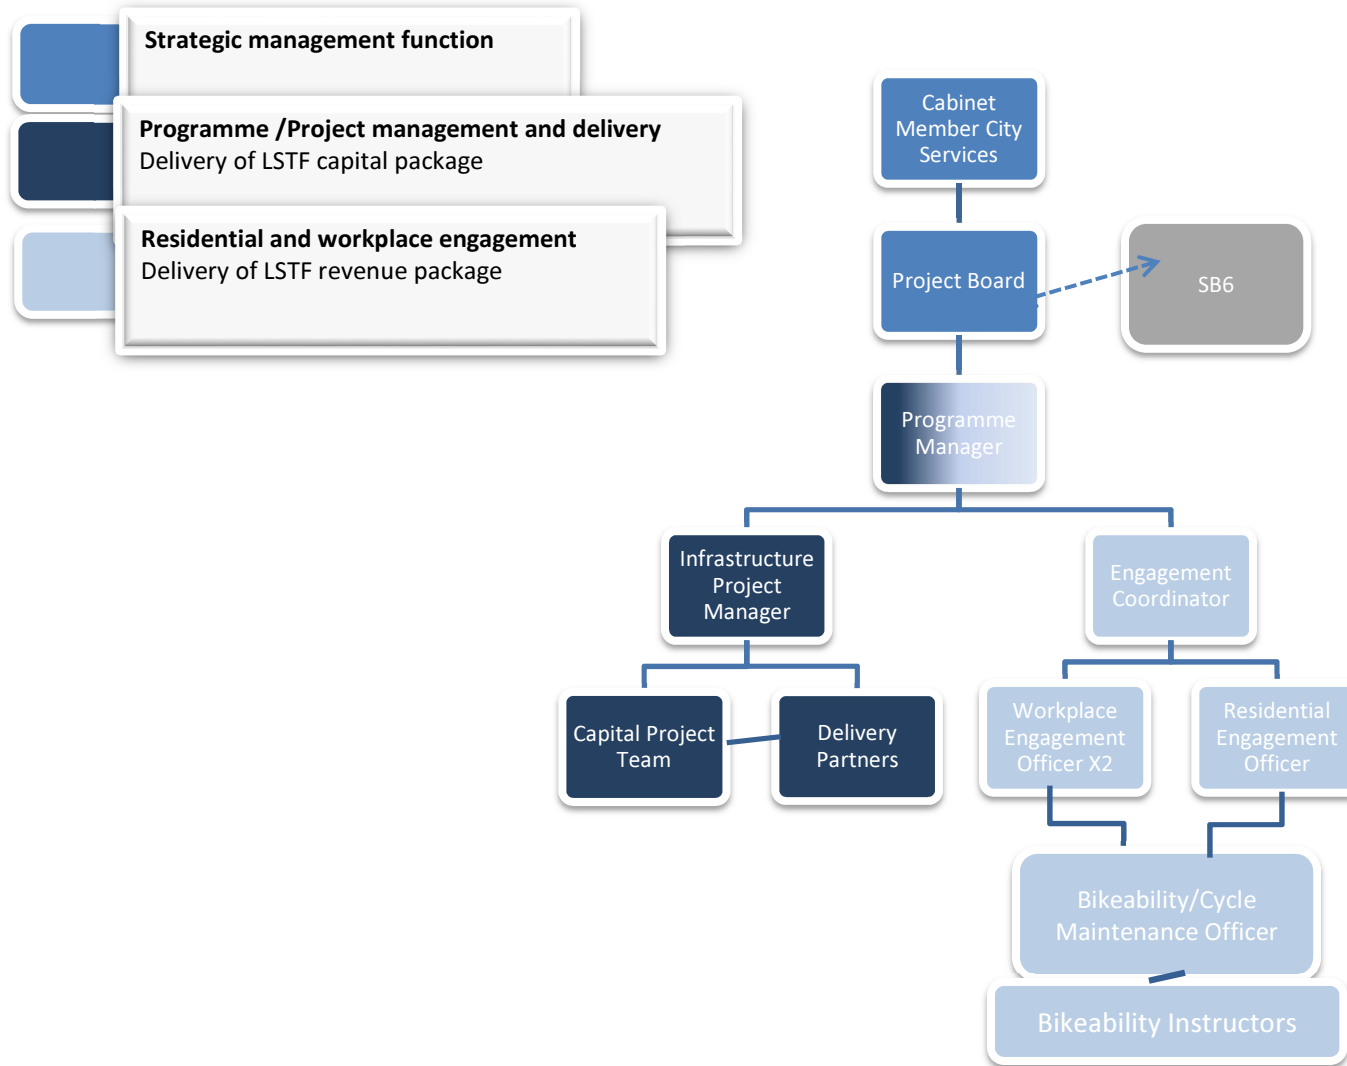 Strategic management function
Programme /Project management and delivery
Delivery of LSTF capital package
Residential and workplace engagement
Delivery of LSTF revenue package
Cabinet
Member City
Services
Project Board
SB6
Programme
Manager
Infrastructure
Project
Manager
Engagement
Coordinator
Capital Project
Team
Delivery
Partners
Workplace
Engagement
Officer X2
Residential
Engagement
Officer
Bikeability/Cycle
Maintenance Officer
Bikeability Instructors